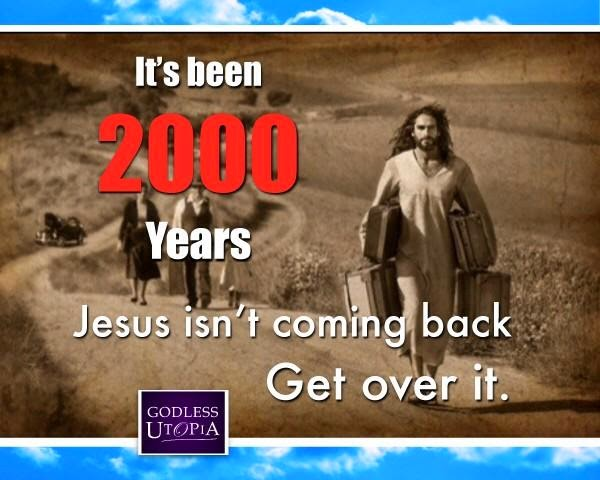 It's been
2000
Years
Jesus isn't coming back
Get over it.
GODLESS
UTOPIA